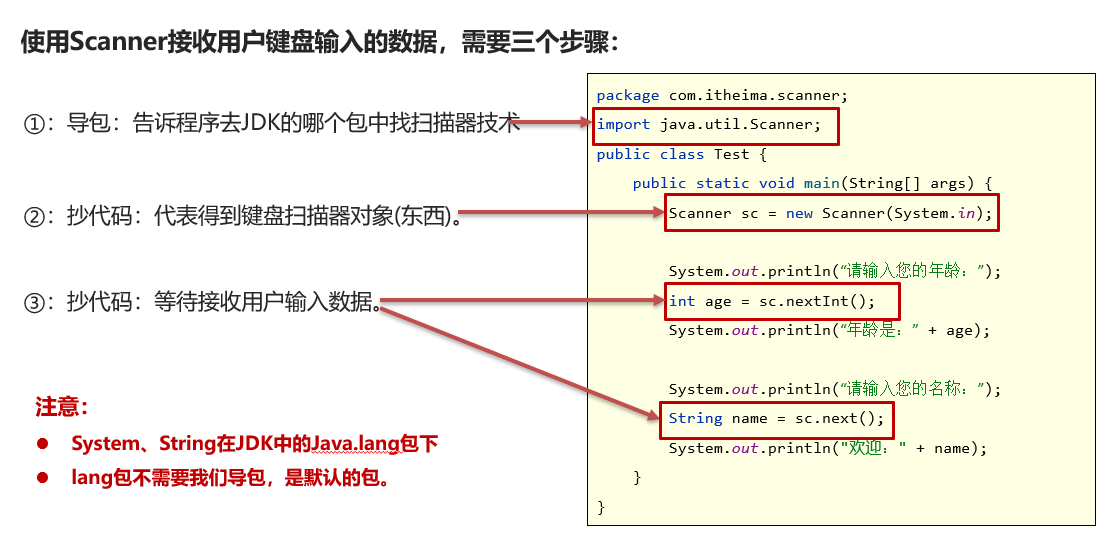 使用Scanner接收用户键盘输入的数据，需要三个步骤：
①：导包：告诉程序去JDK的哪个包中找扫描器技术
②：抄代码：代表得到键盘扫描器对象(东西)。
③：抄代码：等待接收用户输入数据。
注意：
● System、String在JDK中的Java.lang包下
● lang包不需要我们导包，是默认的包。
package com.itheima.scanner;
import java.util.Scanner;
public class Test {
public static void main(String[] args) {
Scanner sc = new Scanner(System.in);
System.out.println(“请输入您的年龄：”);
int age = sc.nextInt();
System.out.println(“年龄是：” + age);
System.out.println(“请输入您的名称：”);
String name = sc.next();
System.out.println("欢迎：" + name);
}
}